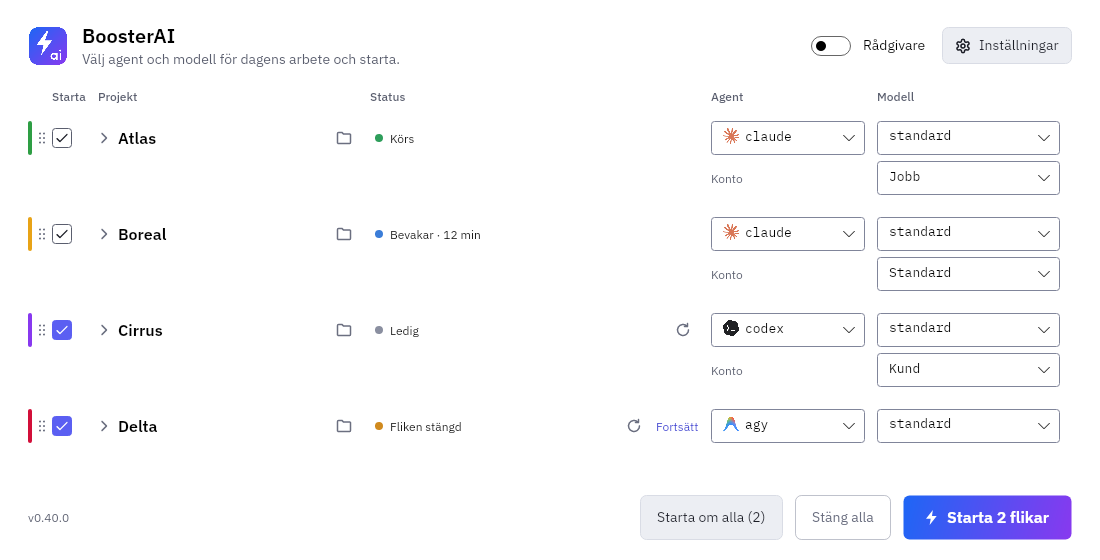 ai
BoosterAI
Välj agent och modell för dagens arbete och starta.
Rådgivare
Inställningar
Starta Projekt Status Agent Modell
Atlas Körs claude standard
Konto Jobb
Boreal Bevakar · 12 min claude standard
Konto Standard
Cirrus Ledig codex standard
Konto Kund
Delta Fliken stängd Fortsätt agy standard
v0.40.0 Starta om alla (2) Stäng alla Starta 2 flikar